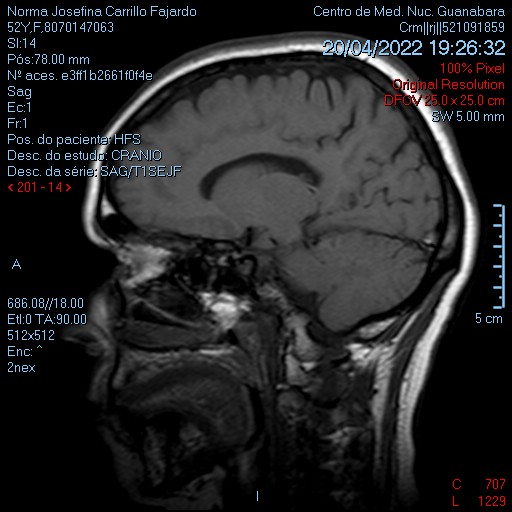 Norma Josefina Carrillo Fajardo
52Y,F,8070147063
Sl:14
Pós:78.00 mm
Nº aces. e3ff1b2661f0f4e
Sag
Ec:1
Fr:1
Pos. do paciente: HFS
Desc. do estudo: CRANIO
Desc. da série: SAG/T1SEJF
< 201 - 14 >
Centro de Med. Nuc. Guanabara
Crm||rj||521091859
20/04/2022 19:26:32
100% Pixel
Original Resolution
DFOV 25.0 x 25.0 cm
SW 5.00 mm
A
5 cm
686.08//18.00
Etl:0 TA:90.00
512x512
Enc: ^
2nex
I
C 707
L 1229